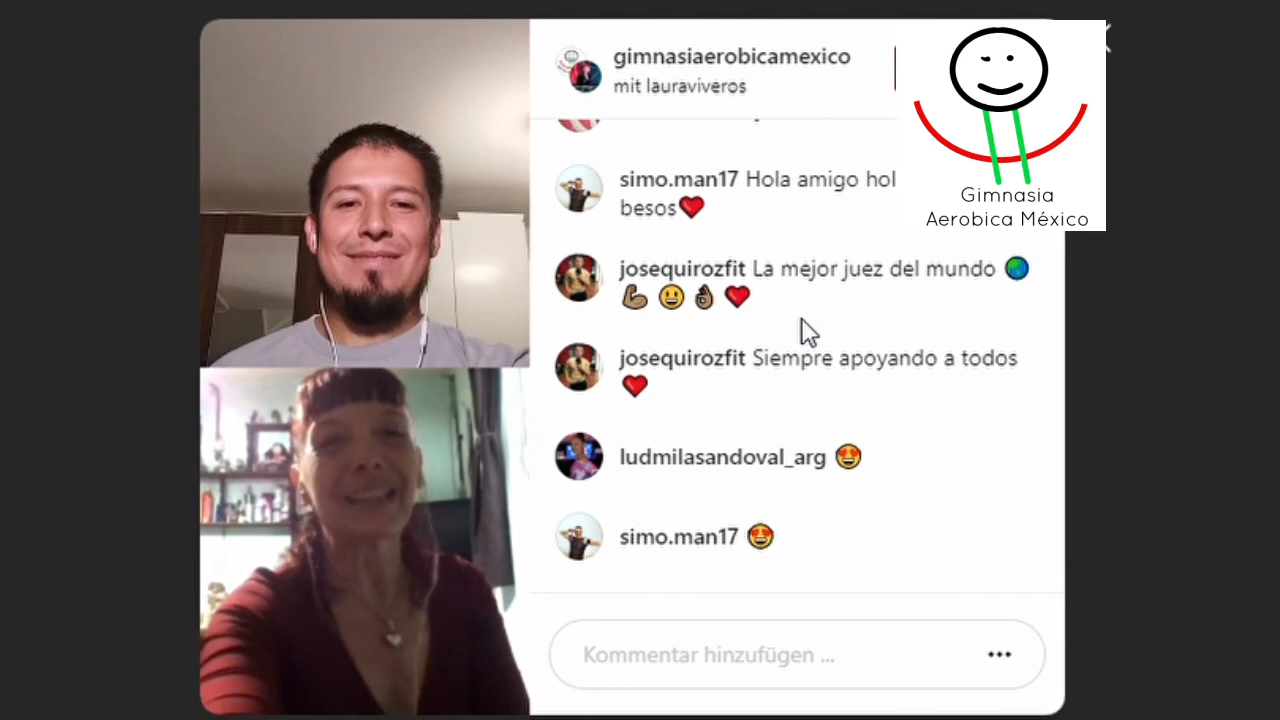 gimnasiaerobicamexico
mit lauraviveros
simo.man17 Hola amigo hol
besos❤️
josequirozfit La mejor juez del mundo 🌎
💪🏽 😃 👌🏽 ❤️
josequirozfit Siempre apoyando a todos
❤️
ludmilasandoval_arg 😍
simo.man17 😍
Kommentar hinzufügen ...
Gimnasia
Aerobica México